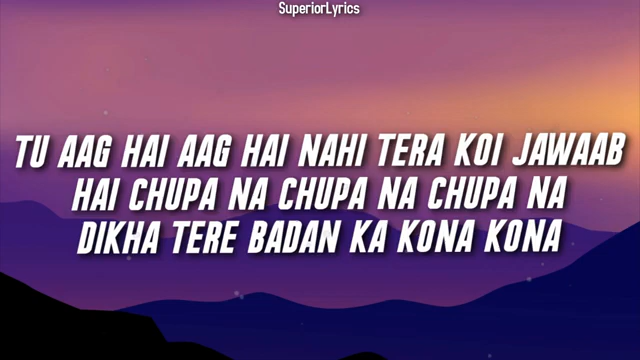 SuperiorLyrics
TU AAG HAI AAG HAI NAHI TERA KOI JAWAAB
HAI CHUPA NA CHUPA NA CHUPA NA
DIKHA TERE BADAN KA KONA KONA